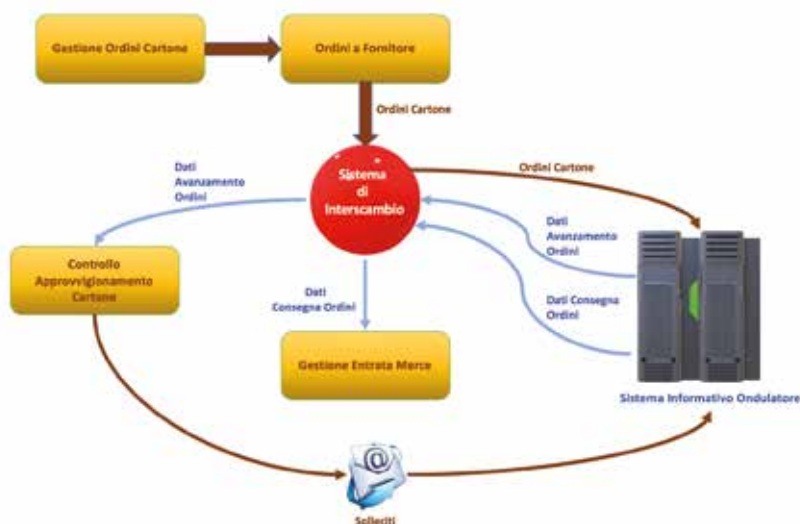 Gestione Ordini Cartone
Ordini a Fornitore
Ordini Cartone
Dati
Avanzamento
Ordini
Sistema
di
Interscambio
Ordini Cartone
Dati
Avanzamento
Ordini
Controllo
Approvvigionamento
Cartone
Dati
Consegna Ordini
Dati Consegna
Ordini
Gestione Entrata Merce
Sistema Informativo Ondulatore
@
Solleciti